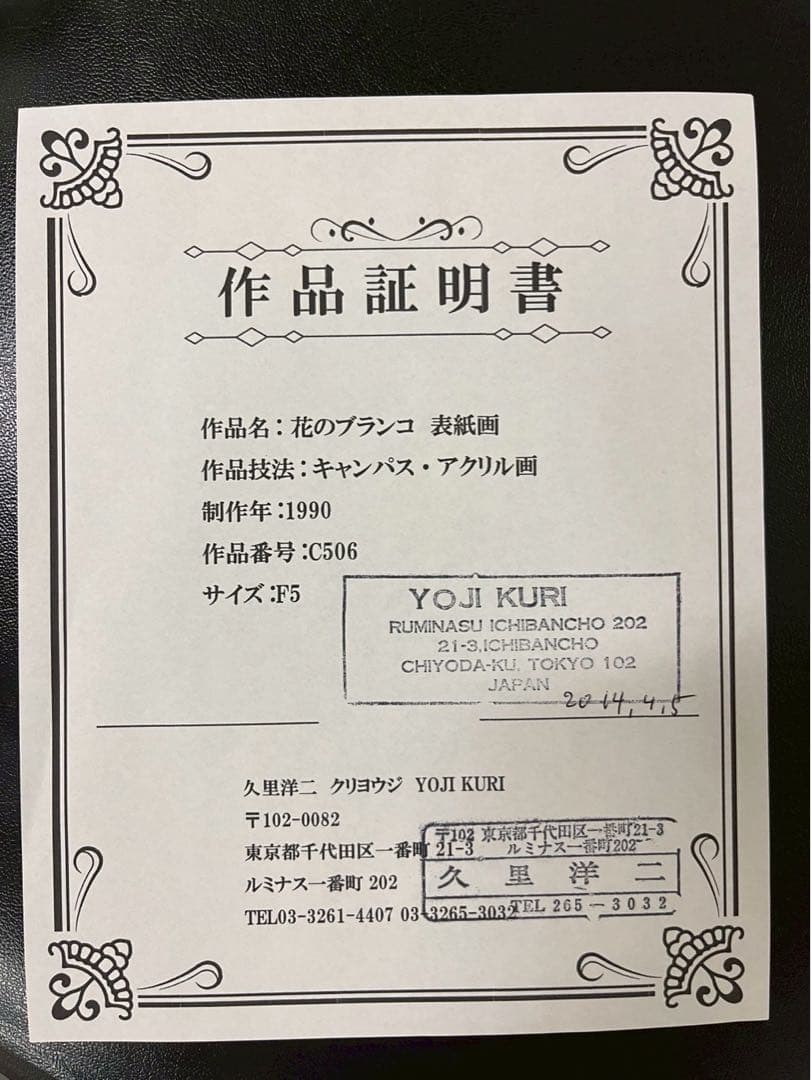 作品証明書
作品名：花のブランコ 表紙画
作品技法：キャンパス・アクリル画
制作年：1990
作品番号：C506
サイズ：F5
YOJI KURI
RUMINASU ICHIBANCHO 202
21-3,ICHIBANCHO
CHIYODA-KU, TOKYO 102
JAPAN
2014,4,5
久里洋二 クリヨウジ YOJI KURI
〒102-0082
東京都千代田区一番町 21-3
ルミナス一番町 202
TEL03-3261-4407 03-3265-3032
〒102 東京都千代田区一番町21-3
ルミナス一番町202
久里洋二
TEL 265-3032